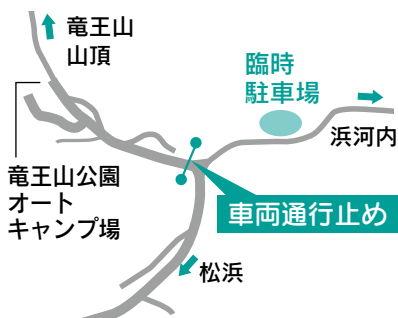 竜王山
山頂
臨時
駐車場
浜河内
竜王山公園
オート
キャンプ場
車両通行止め
松浜